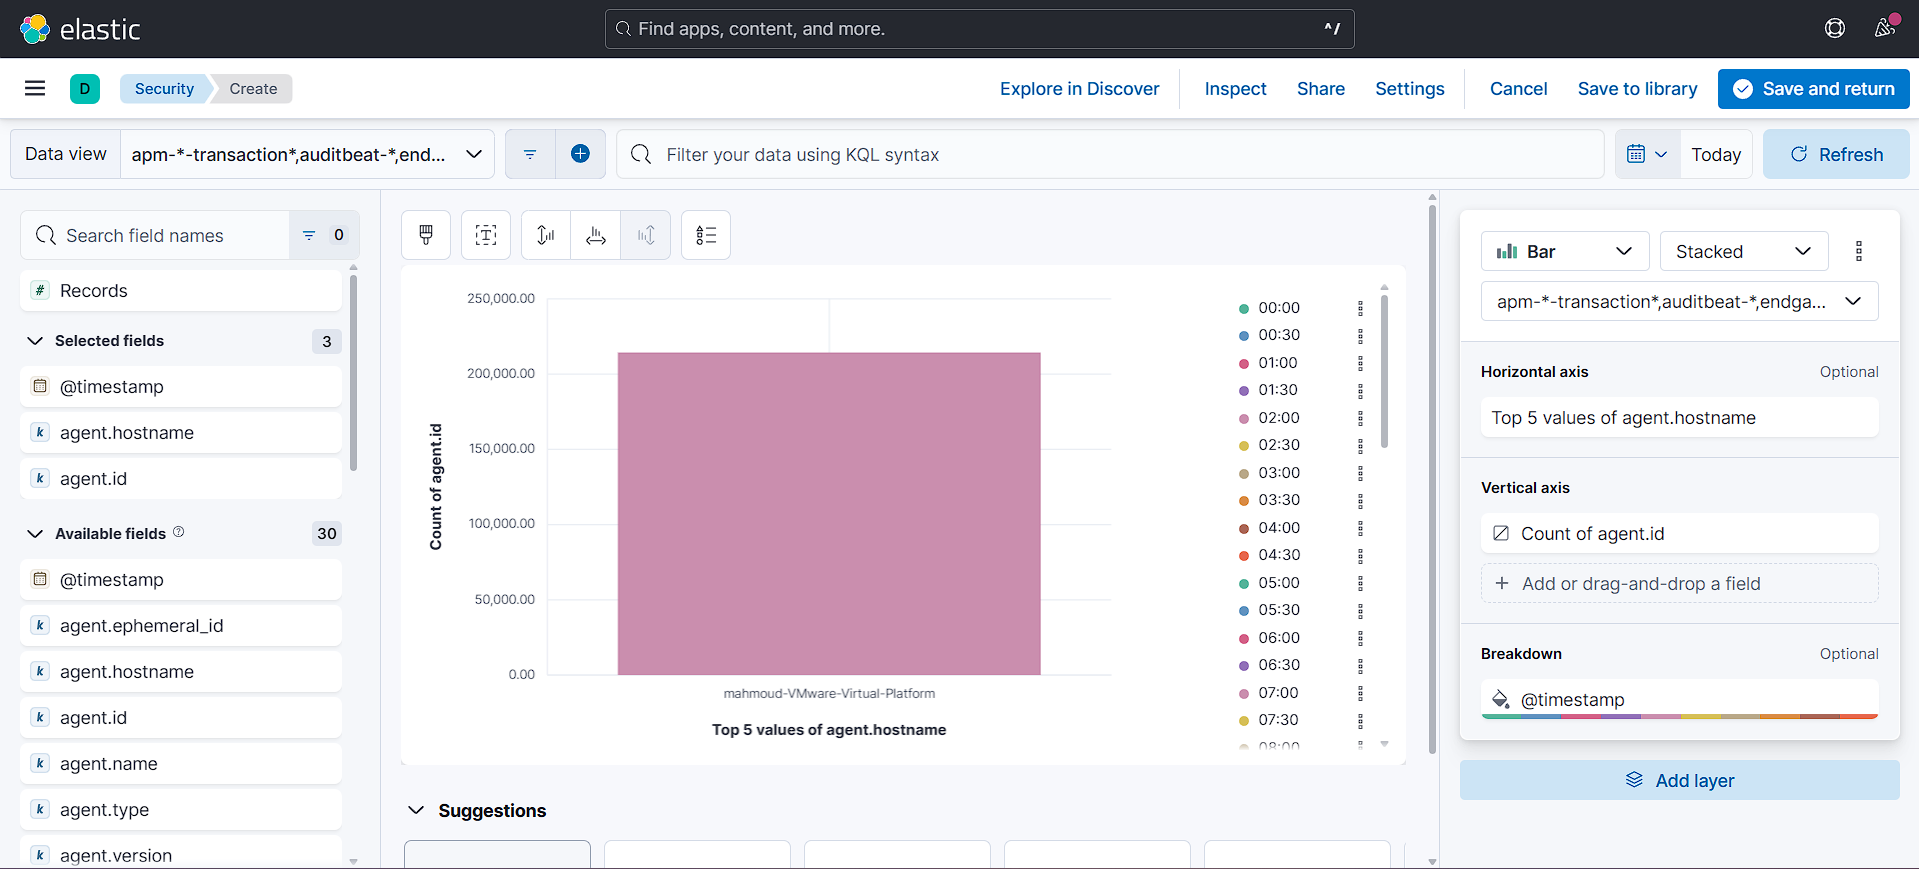 elastic
Find apps, content, and more.
^/
D
Security
Create
Explore in Discover
Inspect
Share
Settings
Cancel
Save to library
Save and return
Data view
apm-*-transaction*,auditbeat-*,end...
Filter your data using KQL syntax
Today
Refresh
Search field names
0
# Records
Selected fields
3
@timestamp
k agent.hostname
k agent.id
Available fields
30
@timestamp
k agent.ephemeral_id
k agent.hostname
k agent.id
k agent.name
k agent.type
k agent.version
250,000.00
200,000.00
150,000.00
100,000.00
50,000.00
0.00
Count of agent.id
mahmoud-VMware-Virtual-Platform
Top 5 values of agent.hostname
00:00
00:30
01:00
01:30
02:00
02:30
03:00
03:30
04:00
04:30
05:00
05:30
06:00
06:30
07:00
07:30
08:00
Suggestions
Bar
Stacked
apm-*-transaction*,auditbeat-*,endga...
Horizontal axis
Optional
Top 5 values of agent.hostname
Vertical axis
Count of agent.id
+ Add or drag-and-drop a field
Breakdown
Optional
@timestamp
Add layer